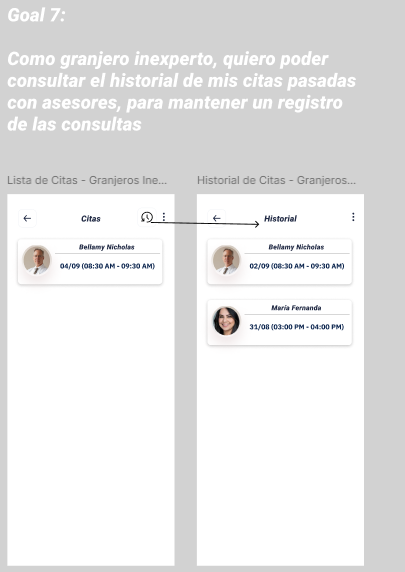 Goal 7:
Como granjero inexperto, quiero poder
consultar el historial de mis citas pasadas
con asesores, para mantener un registro
de las consultas
Lista de Citas - Granjeros Ine...
Citas
Bellamy Nicholas
04/09 (08:30 AM - 09:30 AM)
Historial de Citas - Granjeros...
Historial
Bellamy Nicholas
02/09 (08:30 AM - 09:30 AM)
María Fernanda
31/08 (03:00 PM - 04:00 PM)